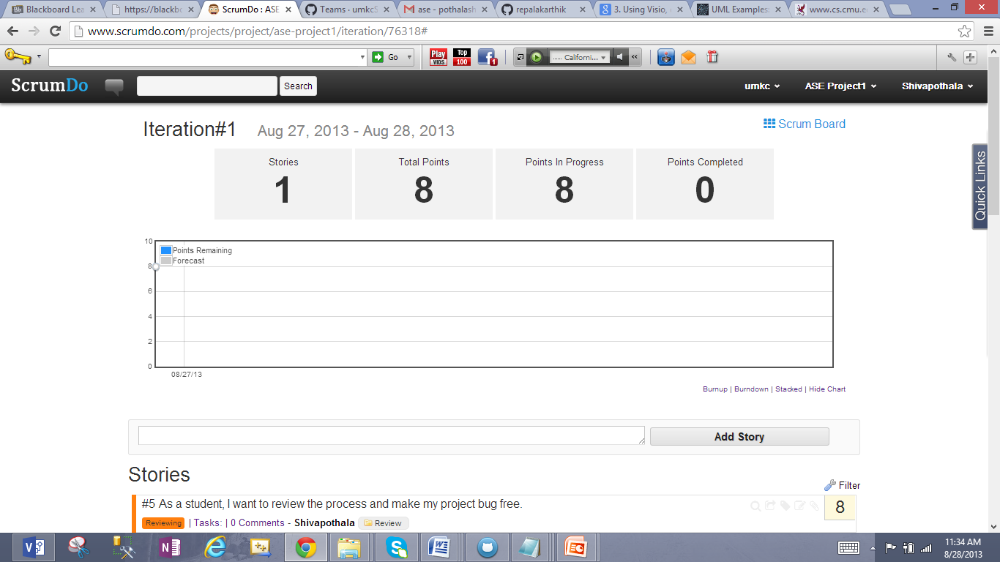 Blackboard Lea
https://blackbo
ScrumDo : ASE
Teams · umkcS
ase - pothalash
repalakarthik
3. Using Visio,
UML Examples:
www.cs.cmu.e
www.scrumdo.com/projects/project/ase-project1/iteration/76318#
Go
Play VIDS
Top 100
1
..... Californi...
ScrumDo
Search
umkc
ASE Project1
Shivapothala
Iteration#1 Aug 27, 2013 - Aug 28, 2013
Scrum Board
Quick Links
Stories
1
Total Points
8
Points In Progress
8
Points Completed
0
10
8
6
4
2
0
Points Remaining
Forecast
08/27/13
Burnup | Burndown | Stacked | Hide Chart
Add Story
Stories
Filter
#5 As a student, I want to review the process and make my project bug free.
8
Reviewing | Tasks: | 0 Comments - Shivapothala Review
11:34 AM
8/28/2013